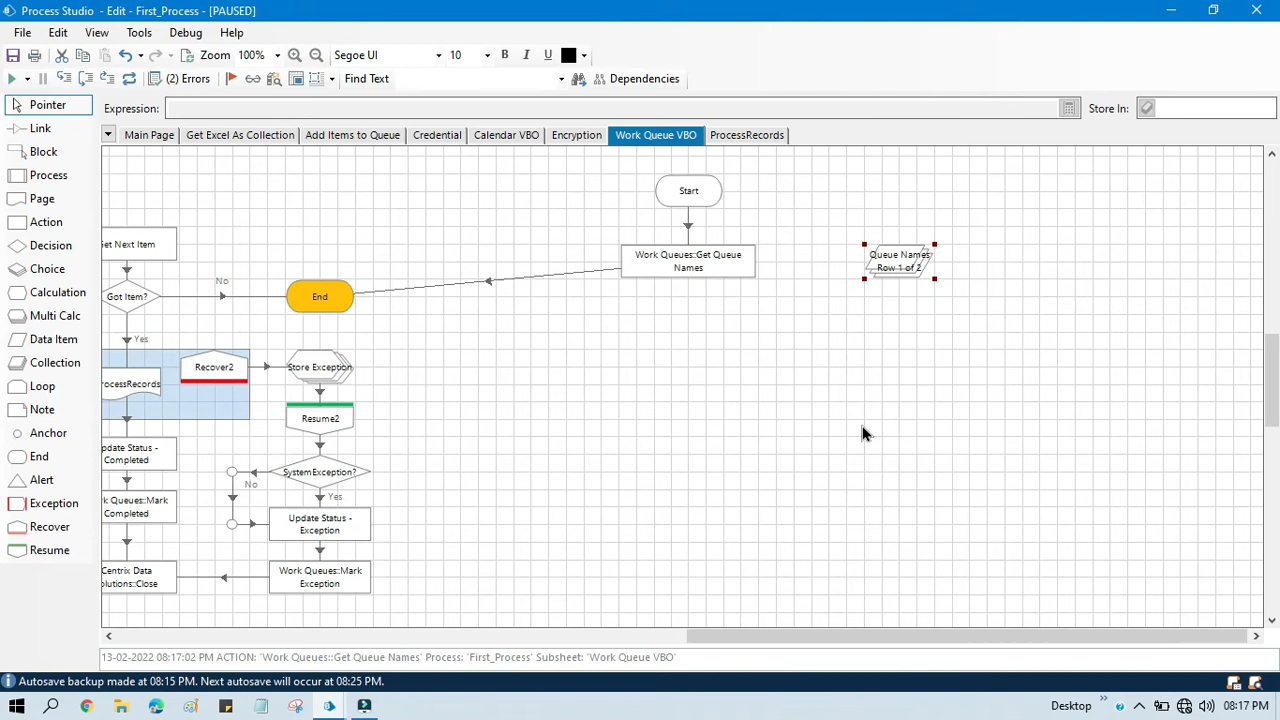 Process Studio - Edit - First_Process - [PAUSED]
File Edit View Tools Debug Help
Zoom 100% Segoe UI 10 B I U
(2) Errors Find Text Dependencies
Expression: Store In:
Pointer
Link
Block
Process
Page
Action
Decision
Choice
Calculation
Multi Calc
Data Item
Collection
Loop
Note
Anchor
End
Alert
Exception
Recover
Resume
Main Page Get Excel As Collection Add Items to Queue Credential Calendar VBO Encryption Work Queue VBO ProcessRecords
Start
Work Queues::Get Queue
Names
Queue Names
Row 1 of 2
Get Next Item
Got Item?
No
End
Yes
ProcessRecords
Recover2
Store Exception
Resume2
SystemException?
No
Yes
Update Status -
Completed
Update Status -
Exception
rk Queues::Mark
Completed
Work Queues::Mark
Exception
Centrix Data
olutions::Close
13-02-2022 08:17:02 PM ACTION: 'Work Queues::Get Queue Names' Process: 'First_Process' Subsheet: 'Work Queue VBO'
Autosave backup made at 08:15 PM. Next autosave will occur at 08:25 PM.
Desktop
08:17 PM